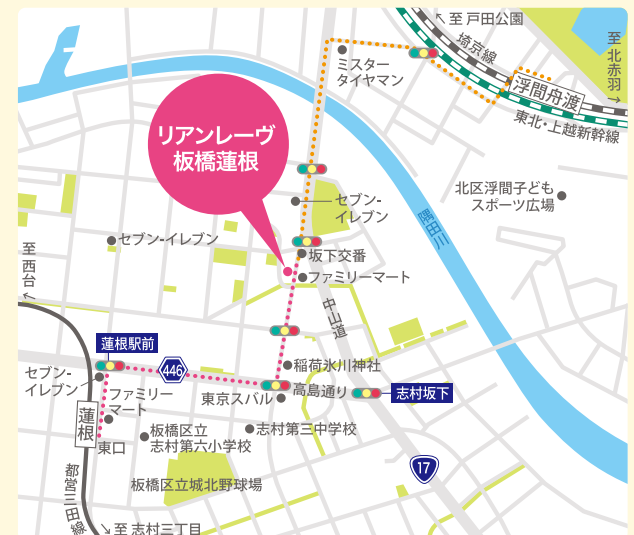 ↖至 戸田公園
埼京線
至 北赤羽→
ミスター
タイヤマン
浮間舟渡
東北・上越新幹線
リアンレーヴ
板橋蓮根
セブン-
イレブン
北区浮間子ども
スポーツ広場
隅田川
セブン-イレブン
至 西台←
坂下交番
ファミリーマート
中山道
蓮根駅前
446
稲荷氷川神社
セブン-
イレブン
ファミリー
マート
東京スバル
高島通り
志村坂下
蓮根
東口
板橋区立
志村第六小学校
志村第三中学校
17
都営三田線
板橋区立城北野球場
↘至 志村三丁目